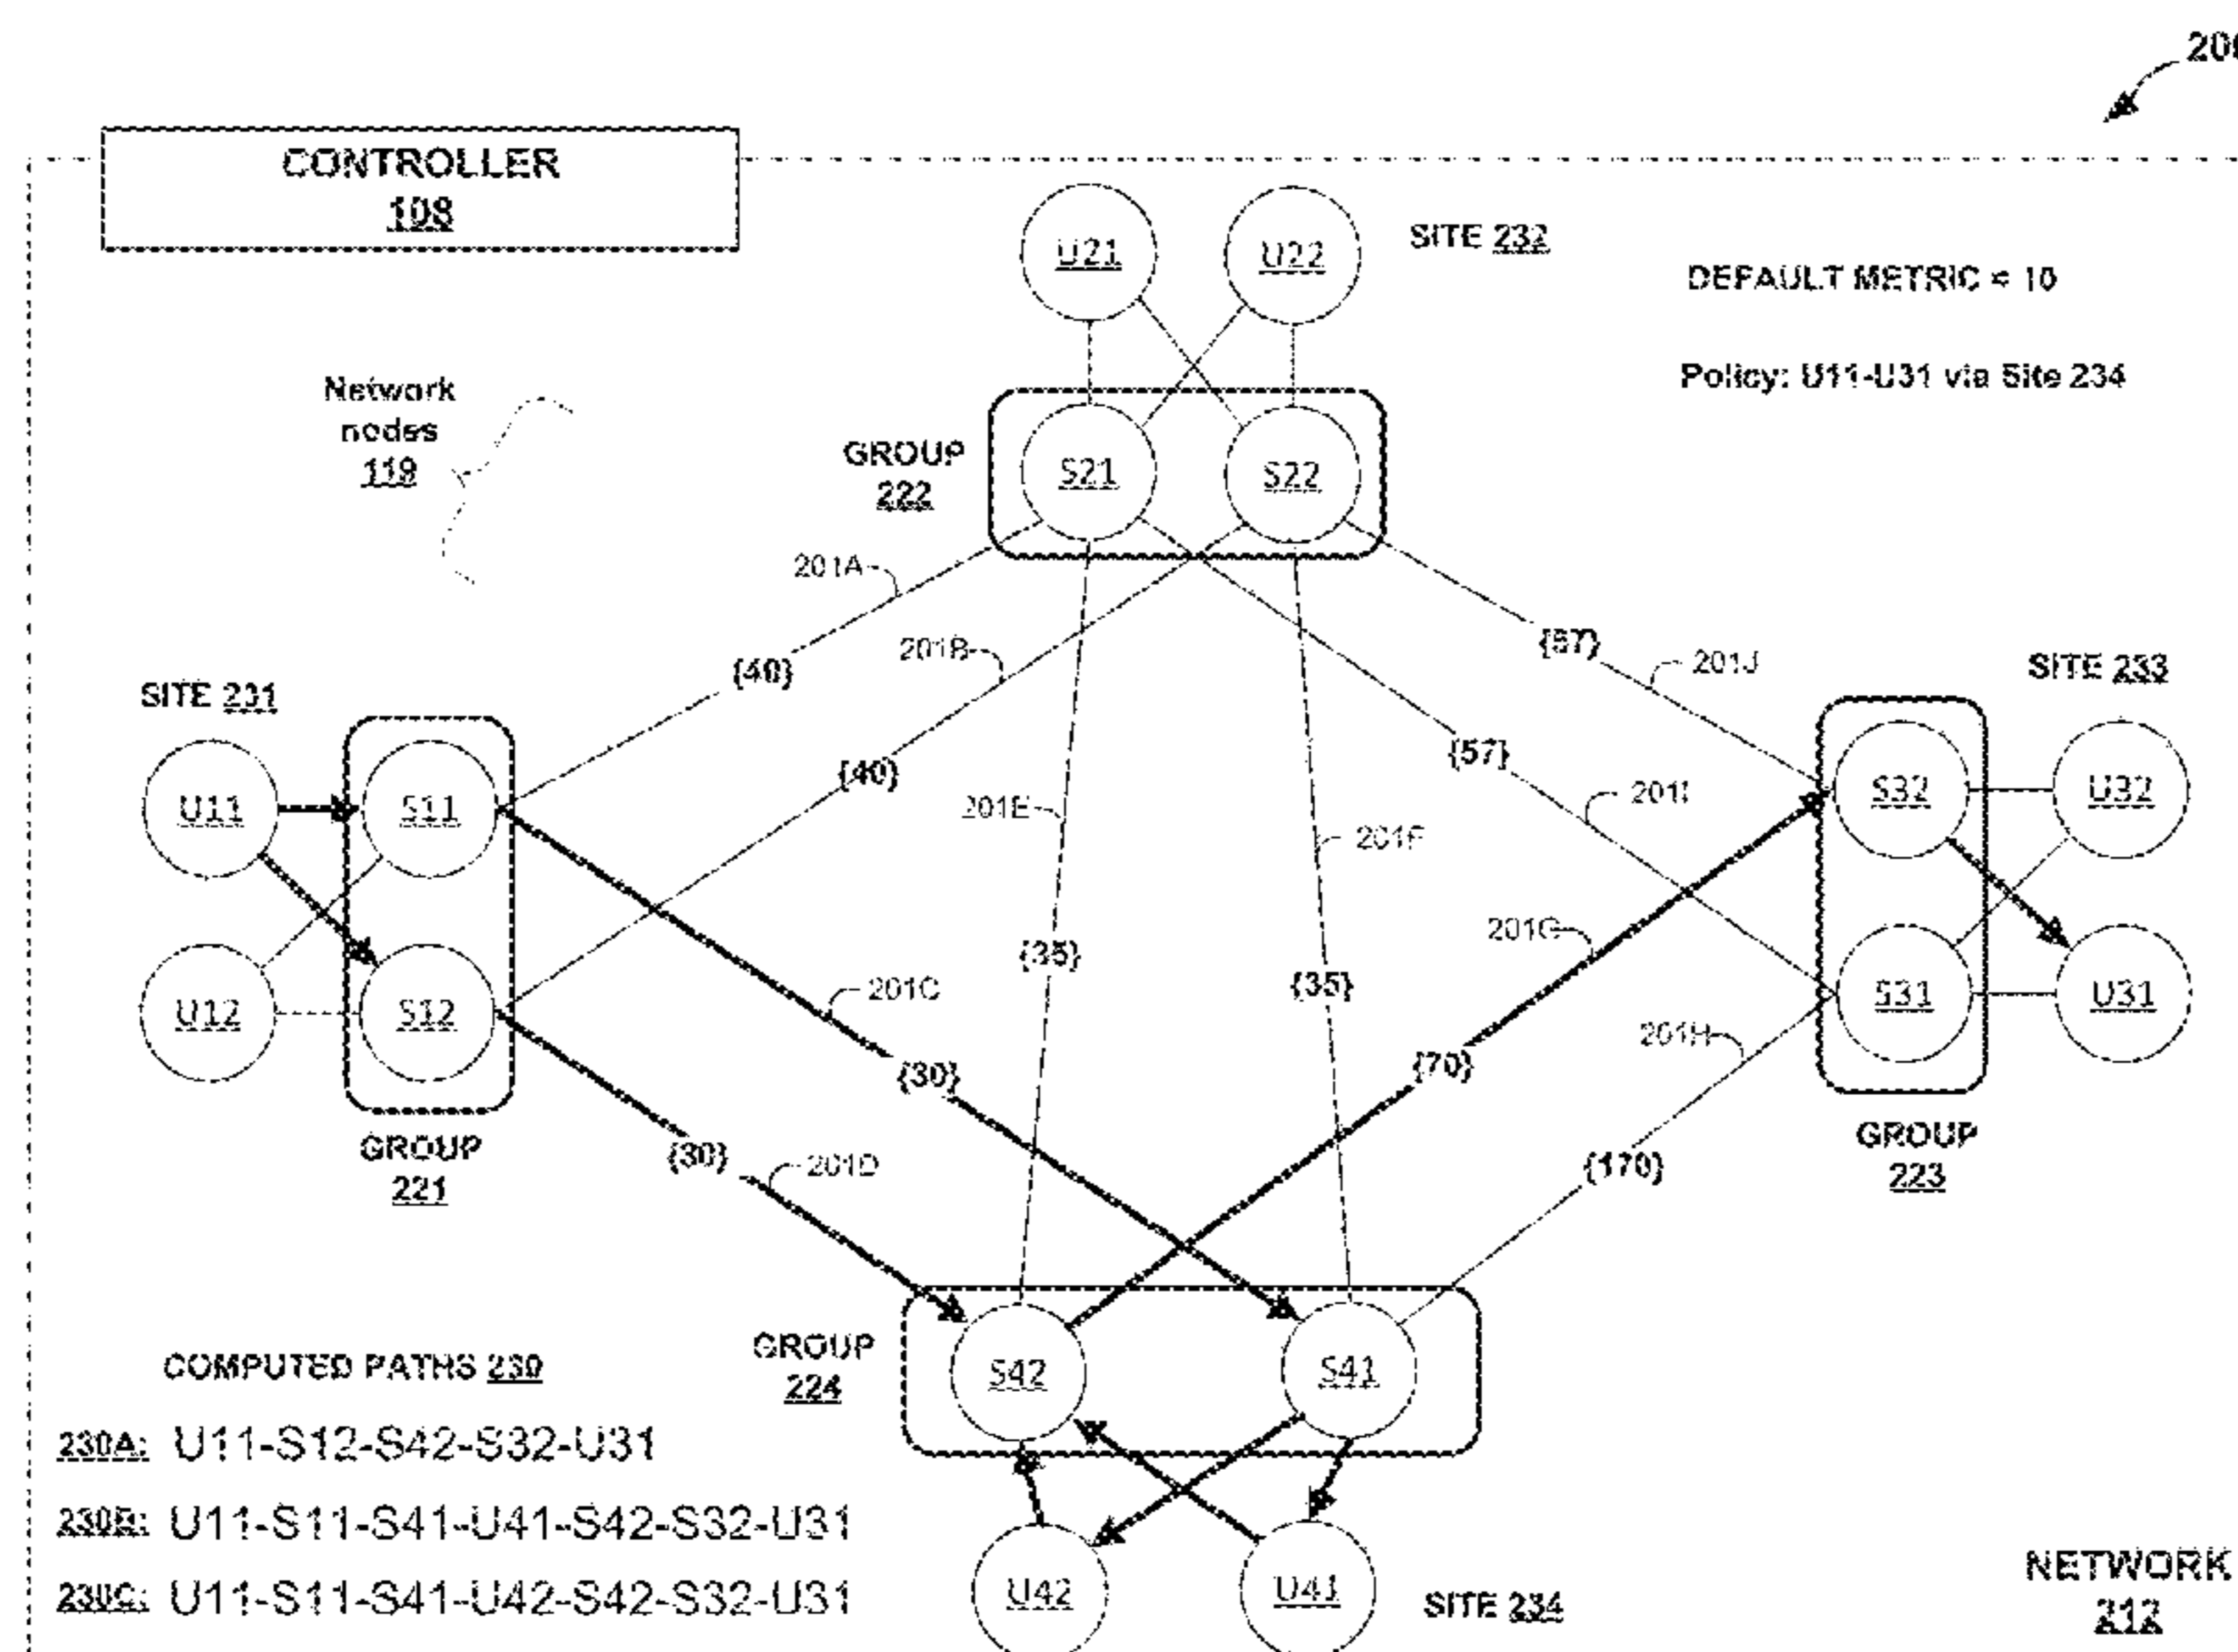 CONTROLLER
108
U21
U22
SITE 232
DEFAULT METRIC = 10
Policy: U11-U31 via Site 234
Network
nodes
119
GROUP
222
S21
S22
201A
201B
{40}
{40}
{57}
201J
{57}
201I
SITE 231
SITE 233
U11
S11
U12
S12
201E
201F
S32
U32
S31
U31
201G
201C
{35}
{35}
{30}
{70}
201H
{170}
GROUP
221
{30}
201D
GROUP
223
COMPUTED PATHS 230
GROUP
224
S42
S41
230A: U11-S12-S42-S32-U31
230B: U11-S11-S41-U41-S42-S32-U31
230C: U11-S11-S41-U42-S42-S32-U31
U42
U41
SITE 234
NETWORK
212